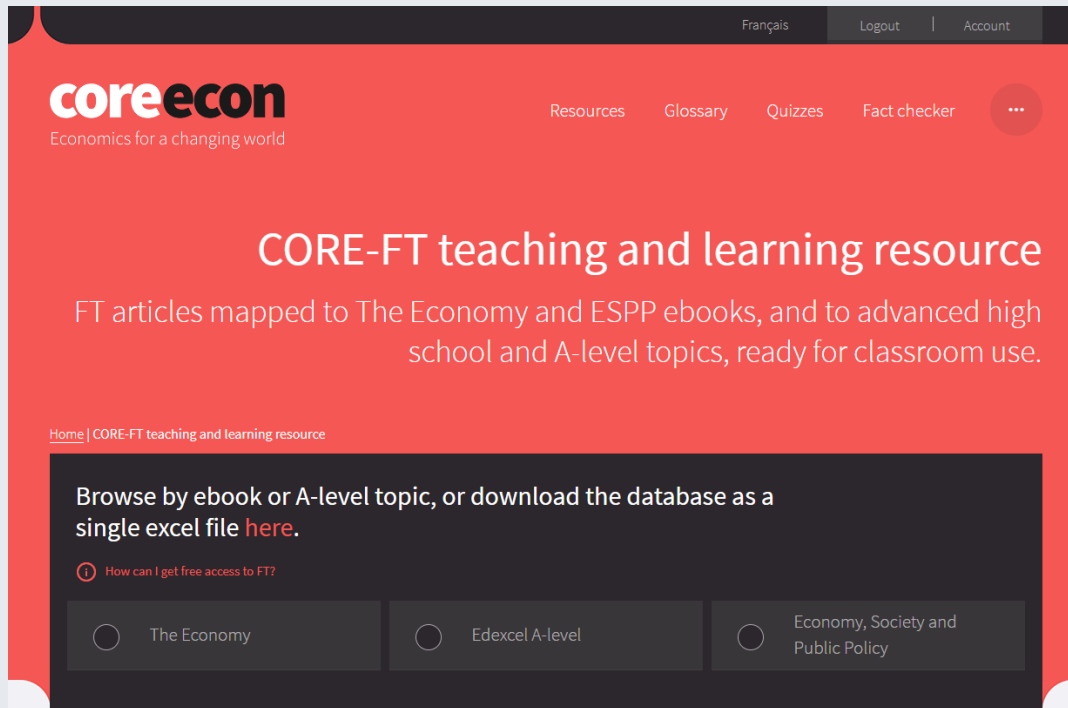 Français Logout | Account
coreecon
Economics for a changing world
Resources Glossary Quizzes Fact checker ...
CORE-FT teaching and learning resource
FT articles mapped to The Economy and ESPP ebooks, and to advanced high
school and A-level topics, ready for classroom use.
Home | CORE-FT teaching and learning resource
Browse by ebook or A-level topic, or download the database as a
single excel file here.
How can I get free access to FT?
The Economy
Edexcel A-level
Economy, Society and
Public Policy